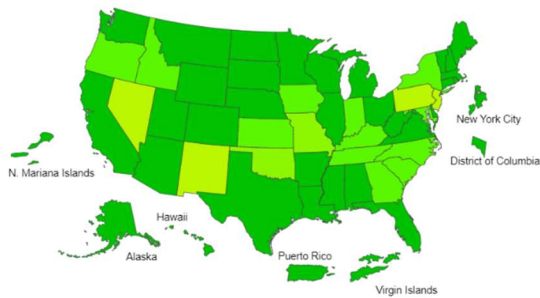 New York City
District of Columbia
N. Mariana Islands
Hawaii
Alaska
Puerto Rico
Virgin Islands